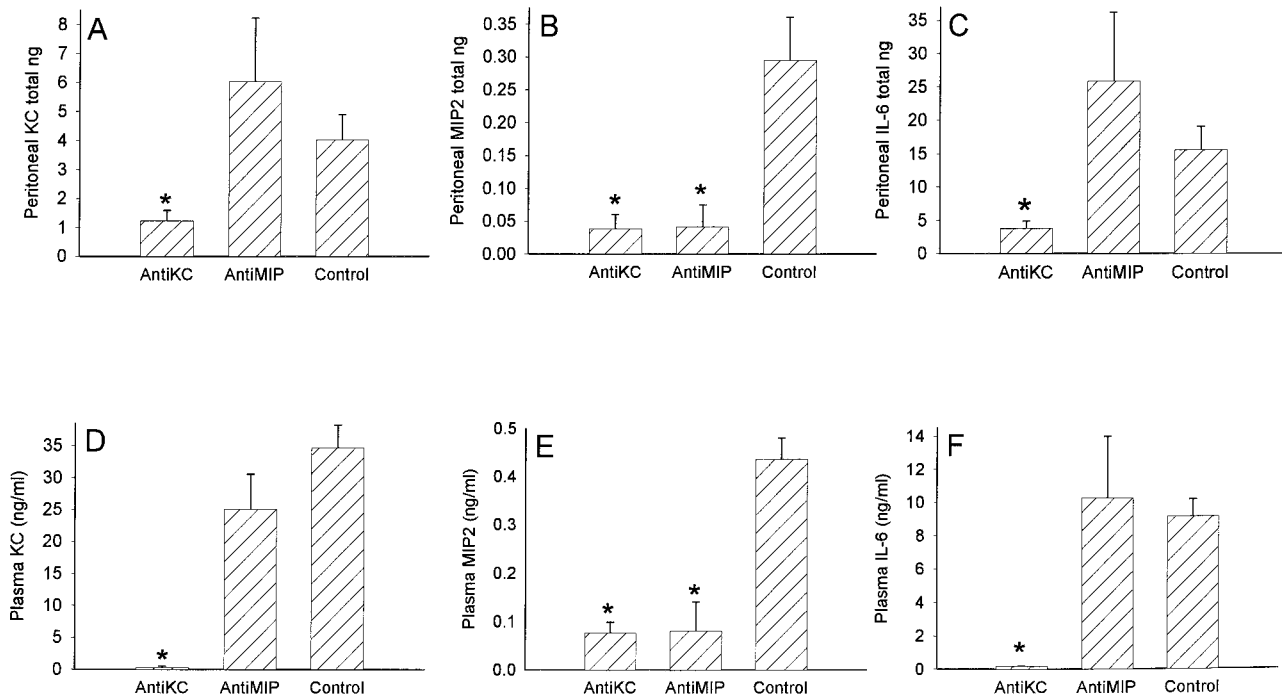 A
Peritoneal KC total ng
8
7
6
5
4
3
2
1
0
*
AntiKC AntiMIP Control
B
Peritoneal MIP2 total ng
0.35
0.30
0.25
0.20
0.15
0.10
0.05
0.00
* *
AntiKC AntiMIP Control
C
Peritoneal IL-6 total ng
35
30
25
20
15
10
5
0
*
AntiKC AntiMIP Control
D
Plasma KC (ng/ml)
35
30
25
20
15
10
5
0
*
AntiKC AntiMIP Control
E
Plasma MIP2 (ng/ml)
0.5
0.4
0.3
0.2
0.1
0.0
* *
AntiKC AntiMIP Control
F
Plasma IL-6 (ng/ml)
14
12
10
8
6
4
2
0
*
AntiKC AntiMIP Control